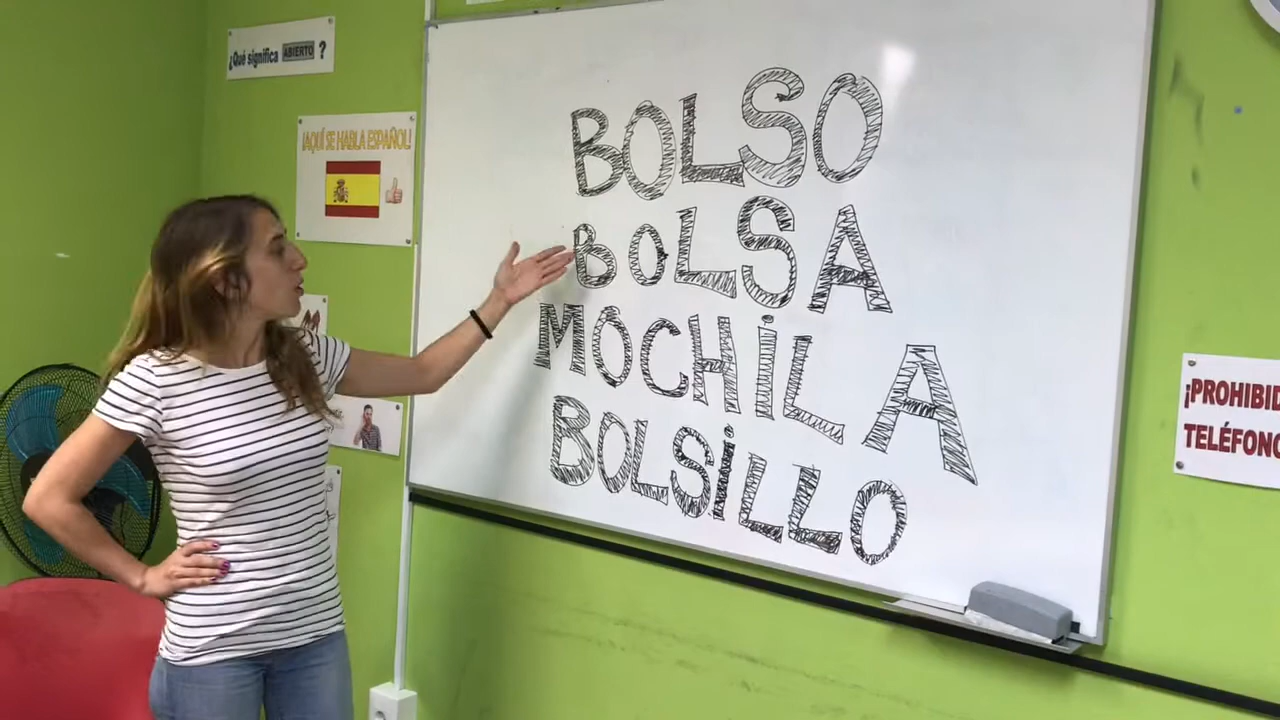 ¿Qué significa ABIERTO ?
¡AQUÍ SE HABLA ESPAÑOL!
BOLSO
BOLSA
MOCHiLA
BOLSiLLO
¡PROHIBID
TELÉFONO